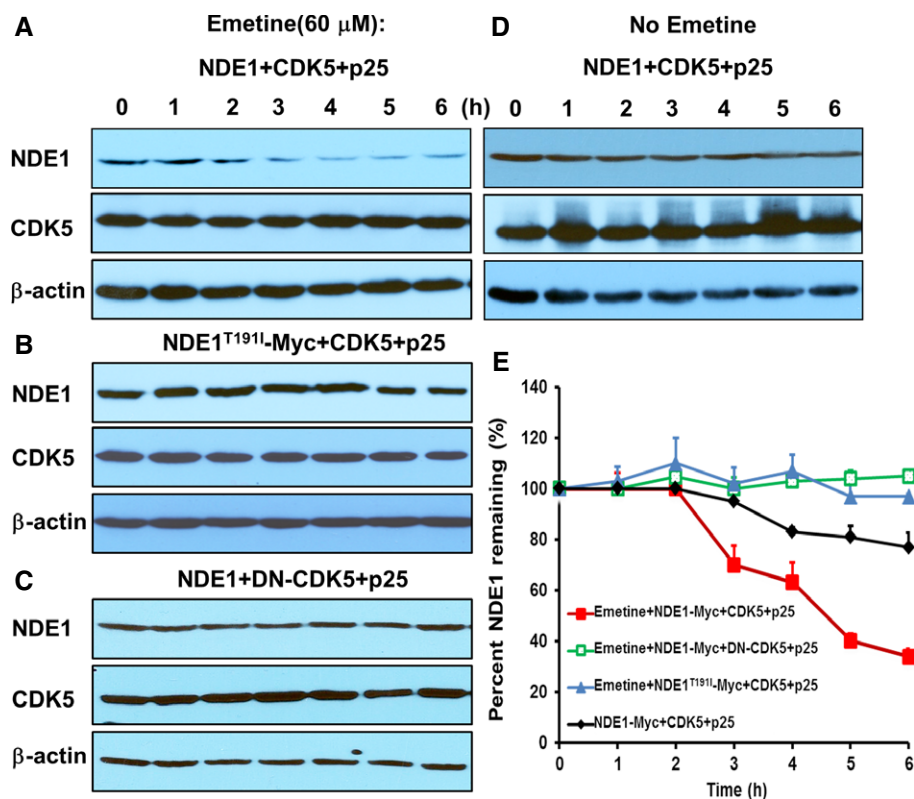 A
Emetine(60 μM):
NDE1+CDK5+p25
0 1 2 3 4 5 6 (h)
NDE1
CDK5
β-actin
B
NDE1T191I-Myc+CDK5+p25
NDE1
CDK5
β-actin
C
NDE1+DN-CDK5+p25
NDE1
CDK5
β-actin
D
No Emetine
NDE1+CDK5+p25
0 1 2 3 4 5 6
E
Percent NDE1 remaining (%)
140
120
100
80
60
40
20
0
Emetine+NDE1-Myc+CDK5+p25
Emetine+NDE1-Myc+DN-CDK5+p25
Emetine+NDE1T191I-Myc+CDK5+p25
NDE1-Myc+CDK5+p25
0 1 2 3 4 5 6
Time (h)